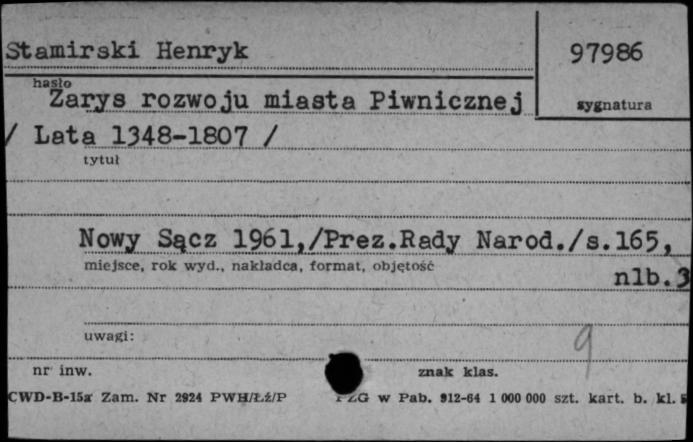 Stamirski Henryk
97986
hasło
Zarys rozwoju miasta Piwnicznej
sygnatura
/ Lata 1348-1807 /
tytuł
Nowy Sącz 1961,/Prez.Rady Narod./s.165,
miejsce, rok wyd., nakładca, format, objętość
nlb.3
uwagi:
9
nr inw.
znak klas.
CWD-B-15a Zam. Nr 2924 PWH/Łź/P
w Pab. 912-64 1 000 000 szt. kart. b. kl.